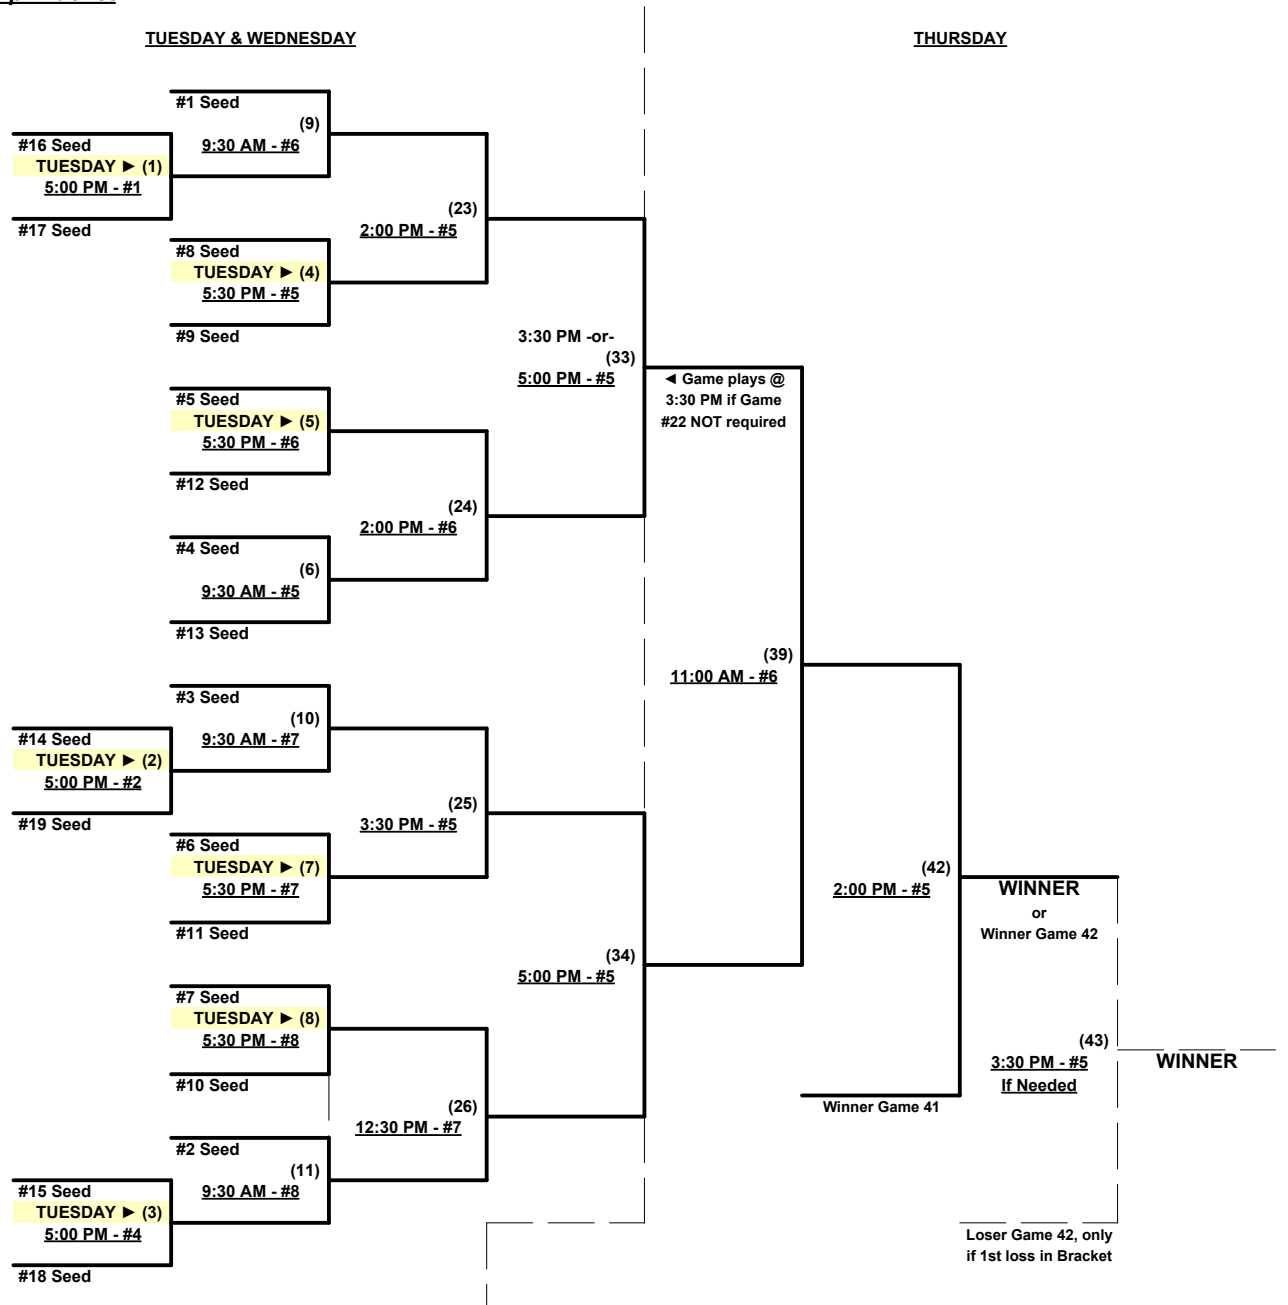 TUESDAY & WEDNESDAY
THURSDAY
#1 Seed
(9)
9:30 AM - #6
#16 Seed
TUESDAY ► (1)
5:00 PM - #1
#17 Seed
(23)
2:00 PM - #5
#8 Seed
TUESDAY ► (4)
5:30 PM - #5
#9 Seed
3:30 PM -or-
(33)
5:00 PM - #5
◄ Game plays @
3:30 PM if Game
#22 NOT required
#5 Seed
TUESDAY ► (5)
5:30 PM - #6
#12 Seed
(24)
2:00 PM - #6
#4 Seed
(6)
9:30 AM - #5
#13 Seed
(39)
11:00 AM - #6
#3 Seed
(10)
9:30 AM - #7
#14 Seed
TUESDAY ► (2)
5:00 PM - #2
#19 Seed
(25)
3:30 PM - #5
#6 Seed
TUESDAY ► (7)
5:30 PM - #7
#11 Seed
(42)
2:00 PM - #5
WINNER
or
Winner Game 42
(34)
5:00 PM - #5
#7 Seed
TUESDAY ► (8)
5:30 PM - #8
#10 Seed
(43)
3:30 PM - #5
If Needed
WINNER
Winner Game 41
(26)
12:30 PM - #7
#2 Seed
(11)
9:30 AM - #8
#15 Seed
TUESDAY ► (3)
5:00 PM - #4
#18 Seed
Loser Game 42, only
if 1st loss in Bracket